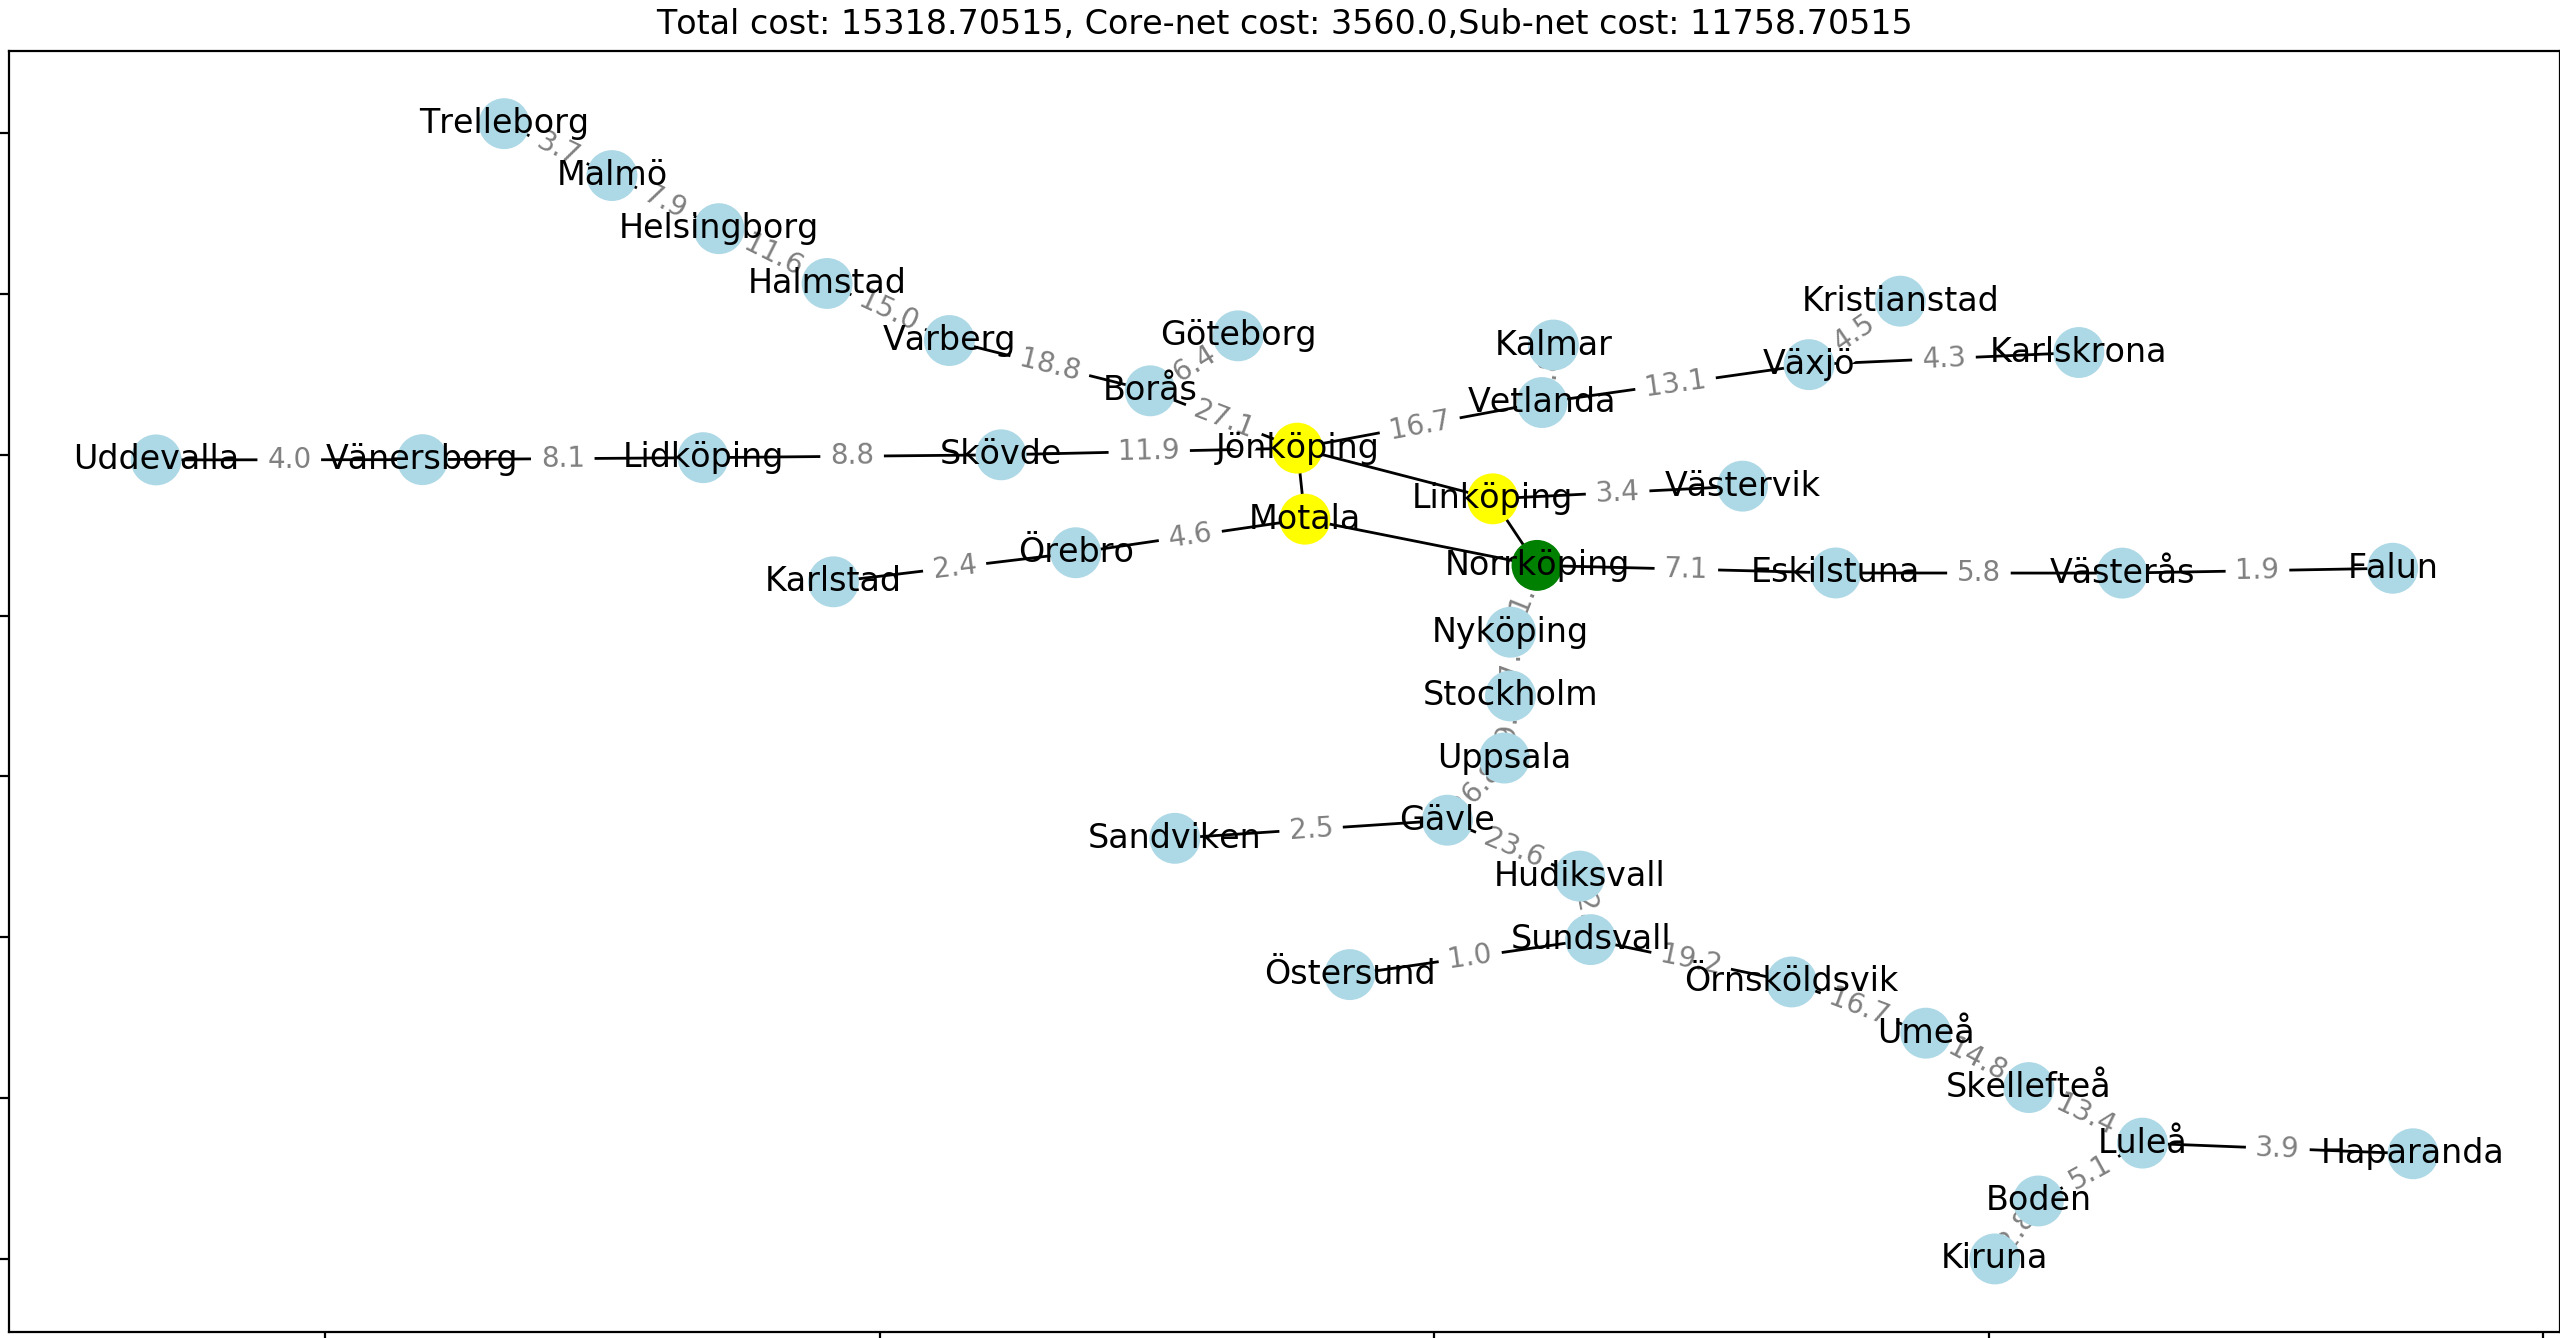 Total cost: 15318.70515, Core-net cost: 3560.0,Sub-net cost: 11758.70515
Trelleborg
3.7
Malmö
7.9
Helsingborg
11.6
Halmstad
15.0
Varberg
18.8
Göteborg
6.4
Borås
27.1
Kristianstad
4.5
Kalmar
Växjö
4.3
Karlskrona
Vetlanda
13.1
16.7
Uddevalla
4.0
Vänersborg
8.1
Lidköping
8.8
Skövde
11.9
Jönköping
Linköping
3.4
Västervik
Motala
4.6
Örebro
2.4
Karlstad
Norrköping
7.1
Eskilstuna
5.8
Västerås
1.9
Falun
Nyköping
Stockholm
Uppsala
Gävle
2.5
Sandviken
23.6
Hudiksvall
Sundsvall
1.0
Östersund
19.2
Örnsköldsvik
16.7
Umeå
14.8
Skellefteå
13.4
Luleå
3.9
Haparanda
5.1
Boden
Kiruna